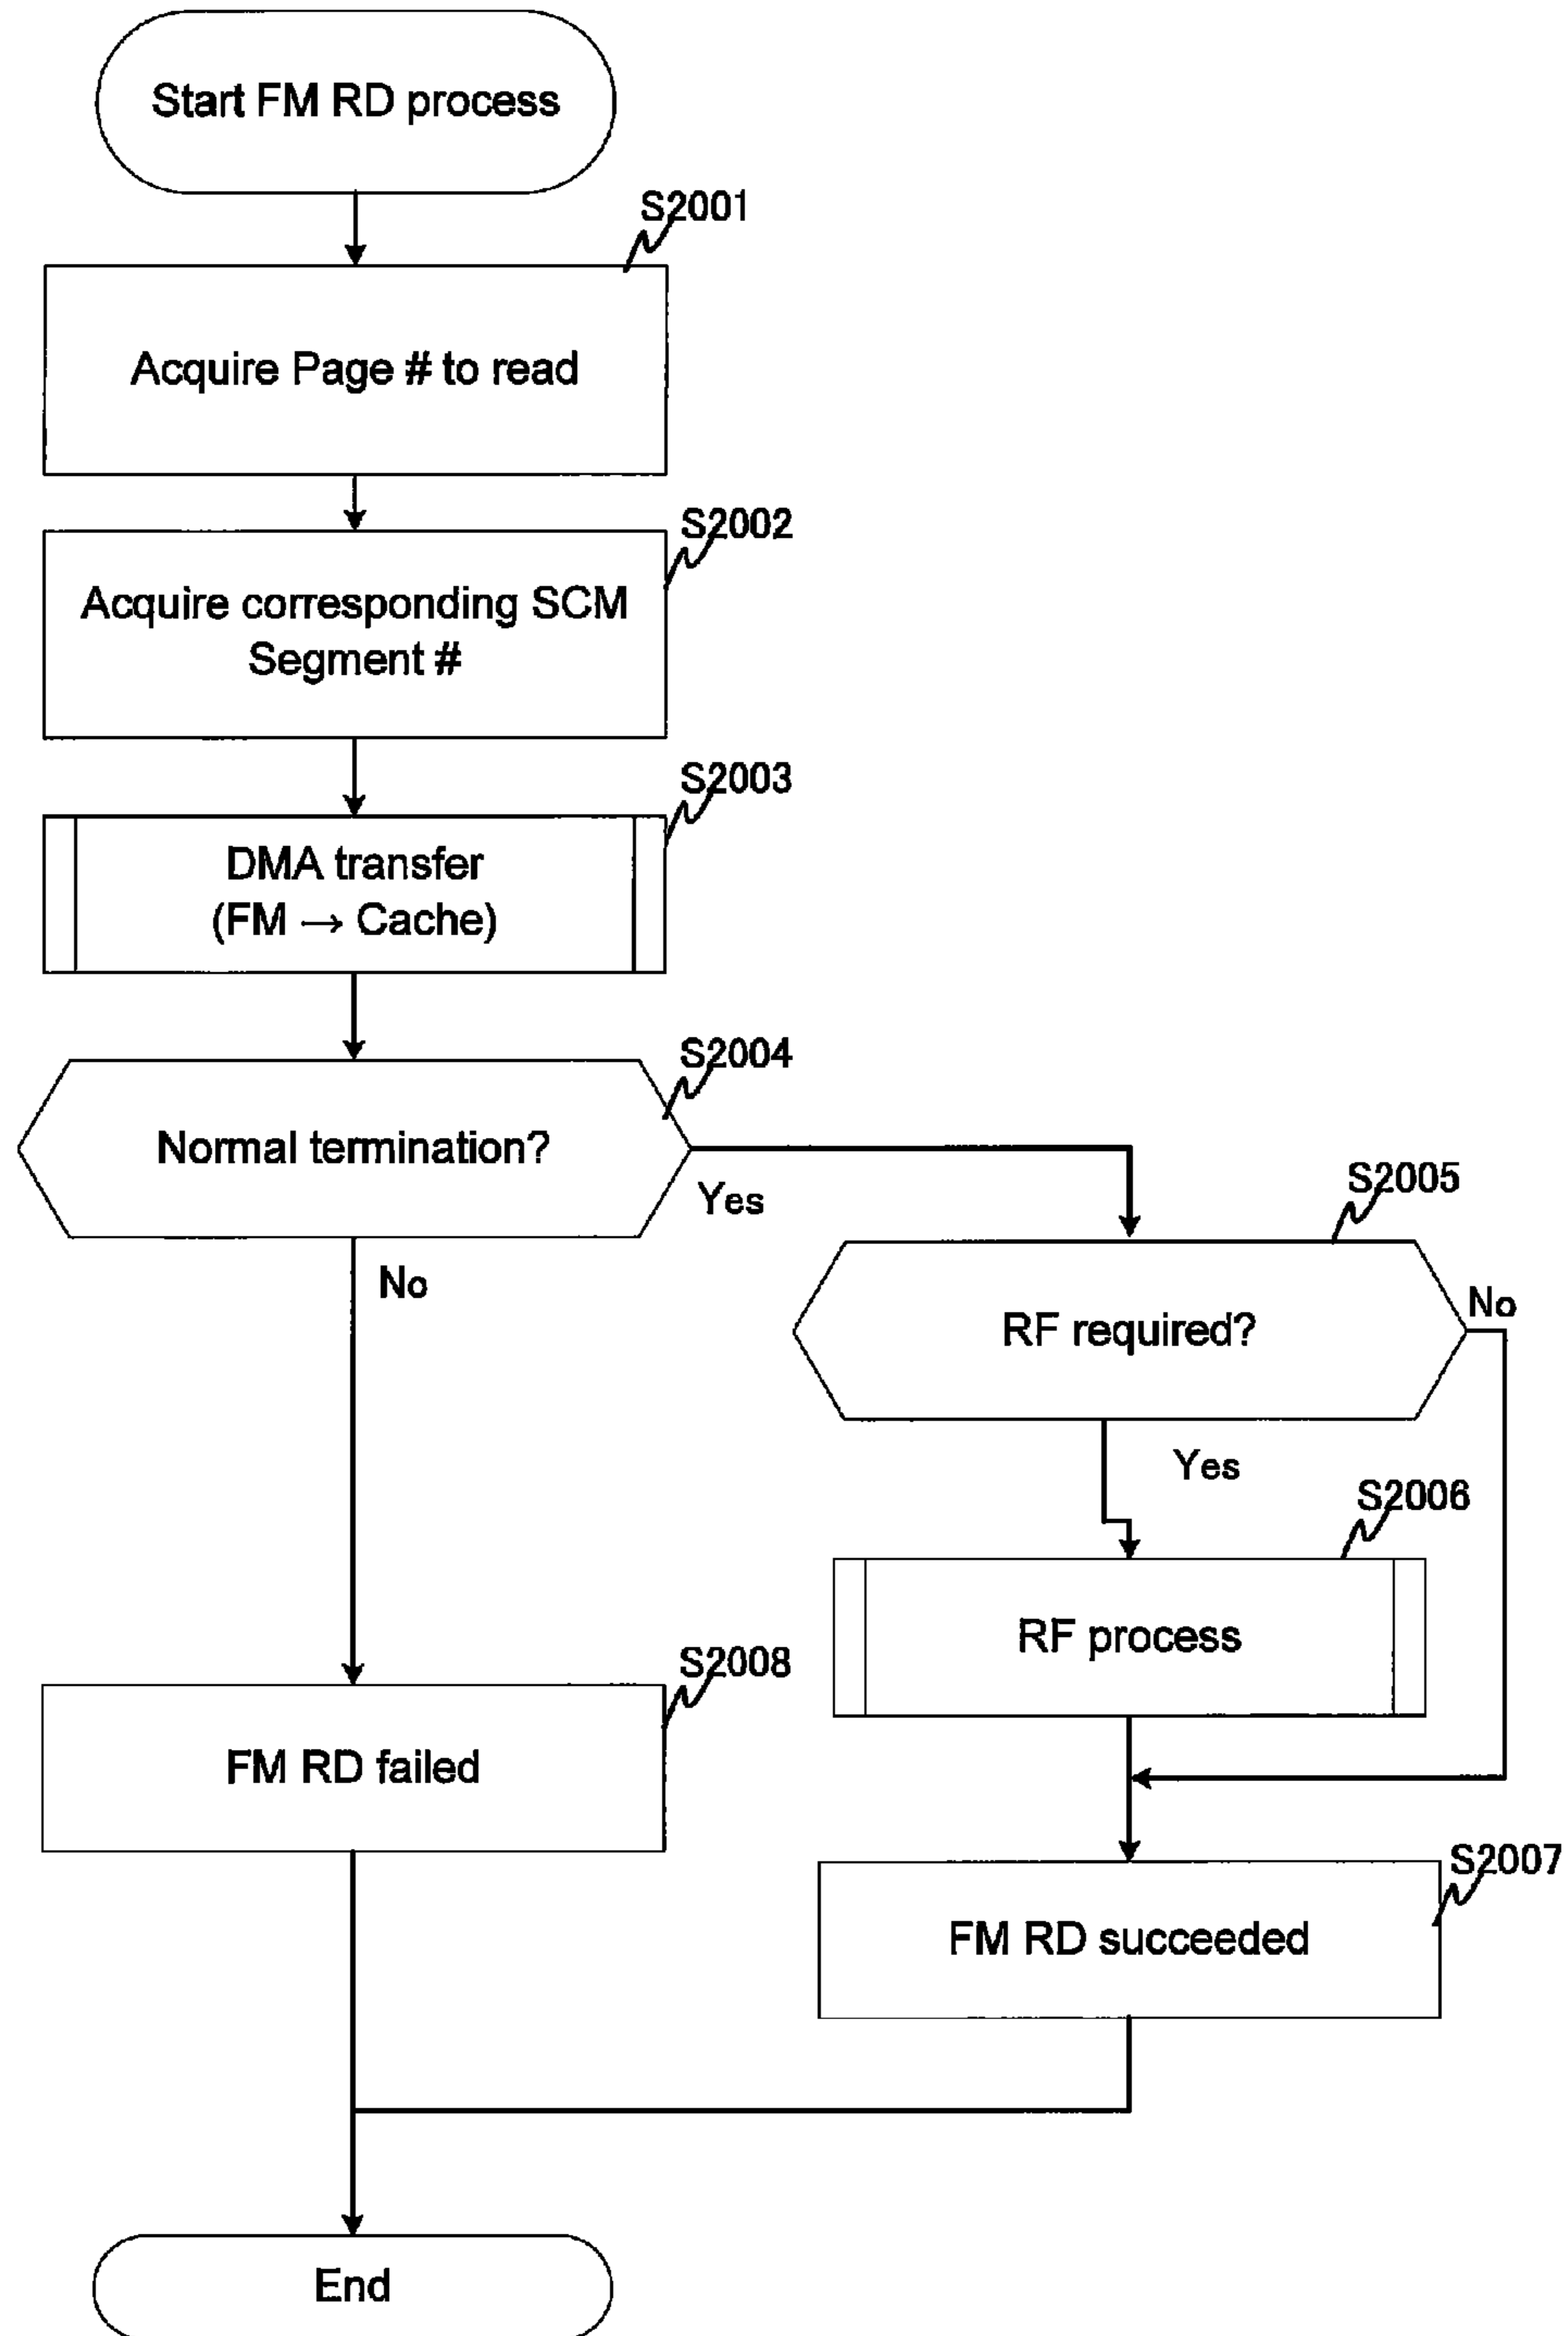 Start FM RD process
S2001
Acquire Page # to read
S2002
Acquire corresponding SCM
Segment #
S2003
DMA transfer
(FM → Cache)
S2004
Normal termination?
Yes
No
S2005
RF required?
No
Yes
S2006
RF process
S2008
FM RD failed
S2007
FM RD succeeded
End